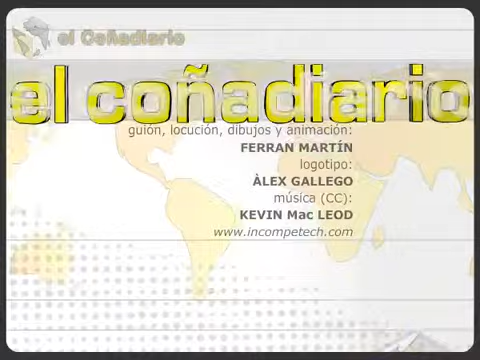 el Coñadiario
el coñadiario
guión, locución, dibujos y animación:
FERRAN MARTÍN
logotipo:
ÀLEX GALLEGO
música (CC):
KEVIN Mac LEOD
www.incompetech.com